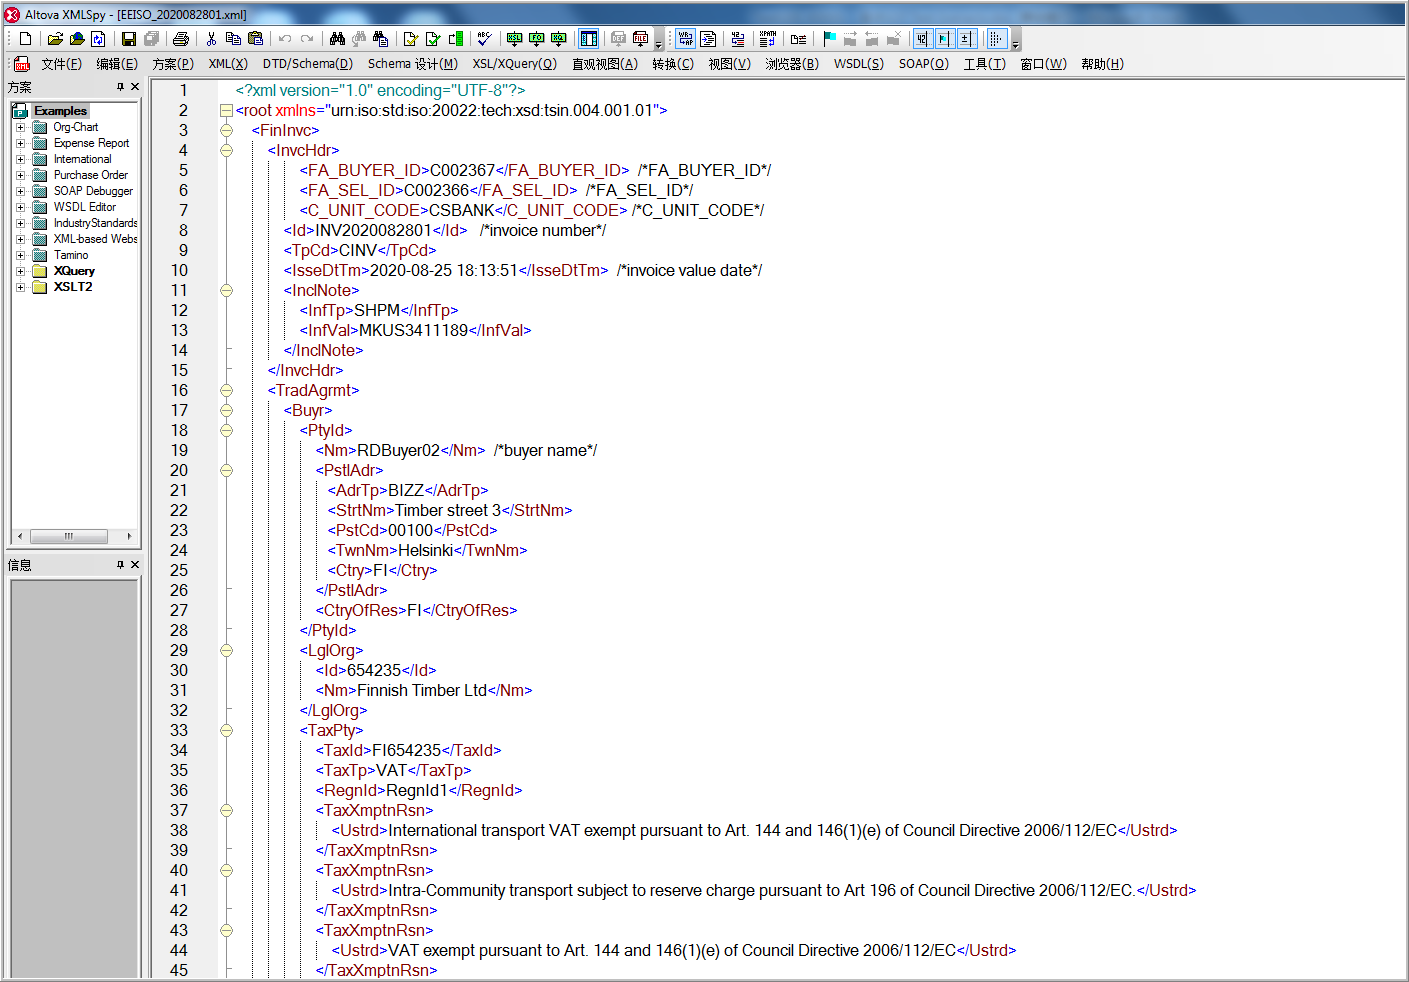 Altova XMLSpy - [EEISO_2020082801.xml]
文件(F) 编辑(E) 方案(P) XML(X) DTD/Schema(D) Schema 设计(M) XSL/XQuery(Q) 直观视图(A) 转换(C) 视图(V) 浏览器(B) WSDL(S) SOAP(O) 工具(T) 窗口(W) 帮助(H)
方案
Examples
Org-Chart
Expense Report
International
Purchase Order
SOAP Debugger
WSDL Editor
IndustryStandards
XML-based Webs
Tamino
XQuery
XSLT2
信息
1 <?xml version="1.0" encoding="UTF-8"?>
2 <root xmlns="urn:iso:std:iso:20022:tech:xsd:tsin.004.001.01">
3 <FinInvc>
4 <InvcHdr>
5 <FA_BUYER_ID>C002367</FA_BUYER_ID> /*FA_BUYER_ID*/
6 <FA_SEL_ID>C002366</FA_SEL_ID> /*FA_SEL_ID*/
7 <C_UNIT_CODE>CSBANK</C_UNIT_CODE> /*C_UNIT_CODE*/
8 <Id>INV2020082801</Id> /*invoice number*/
9 <TpCd>CINV</TpCd>
10 <IsseDtTm>2020-08-25 18:13:51</IsseDtTm> /*invoice value date*/
11 <InclNote>
12 <InfTp>SHPM</InfTp>
13 <InfVal>MKUS3411189</InfVal>
14 </InclNote>
15 </InvcHdr>
16 <TradAgrmt>
17 <Buyr>
18 <PtyId>
19 <Nm>RDBuyer02</Nm> /*buyer name*/
20 <PstlAdr>
21 <AdrTp>BIZZ</AdrTp>
22 <StrtNm>Timber street 3</StrtNm>
23 <PstCd>00100</PstCd>
24 <TwnNm>Helsinki</TwnNm>
25 <Ctry>FI</Ctry>
26 </PstlAdr>
27 <CtryOfRes>FI</CtryOfRes>
28 </PtyId>
29 <LglOrg>
30 <Id>654235</Id>
31 <Nm>Finnish Timber Ltd</Nm>
32 </LglOrg>
33 <TaxPty>
34 <TaxId>FI654235</TaxId>
35 <TaxTp>VAT</TaxTp>
36 <RegnId>RegnId1</RegnId>
37 <TaxXmptnRsn>
38 <Ustrd>International transport VAT exempt pursuant to Art. 144 and 146(1)(e) of Council Directive 2006/112/EC</Ustrd>
39 </TaxXmptnRsn>
40 <TaxXmptnRsn>
41 <Ustrd>Intra-Community transport subject to reserve charge pursuant to Art 196 of Council Directive 2006/112/EC.</Ustrd>
42 </TaxXmptnRsn>
43 <TaxXmptnRsn>
44 <Ustrd>VAT exempt pursuant to Art. 144 and 146(1)(e) of Council Directive 2006/112/EC</Ustrd>
45 </TaxXmptnRsn>